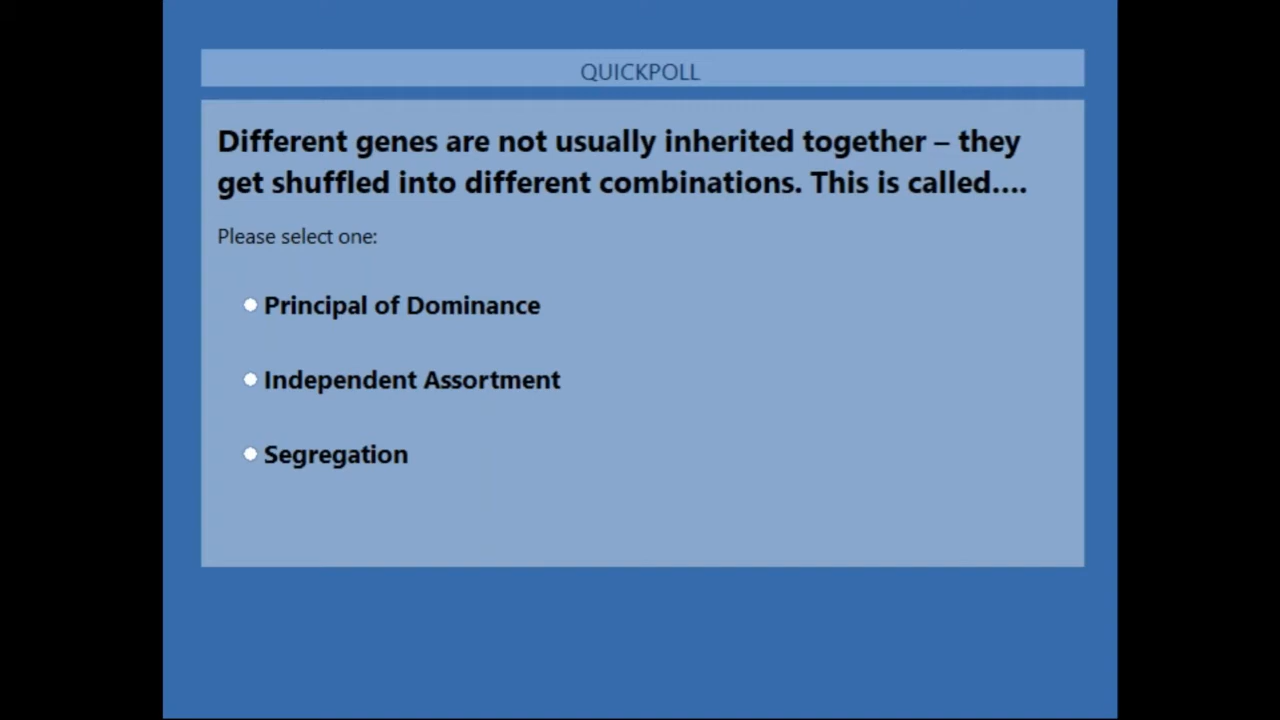 QUICKPOLL
Different genes are not usually inherited together – they
get shuffled into different combinations. This is called....
Please select one:
Principal of Dominance
Independent Assortment
Segregation